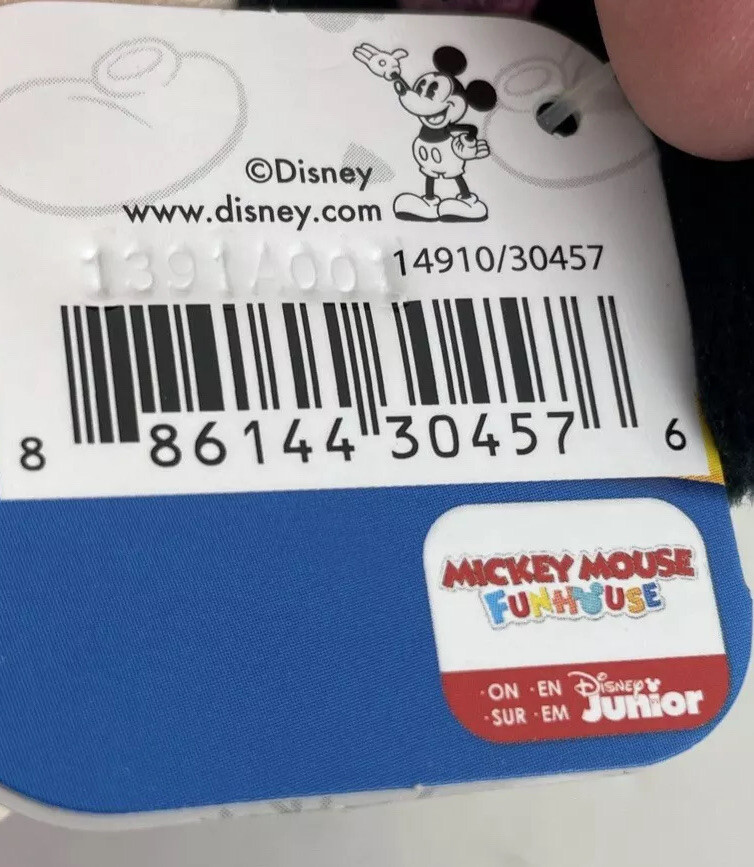 ©Disney
www.disney.com
1391A001 14910/30457
8 86144 30457 6
MICKEY MOUSE
FUNHOUSE
·ON ·EN Disney
·SUR ·EM Junior